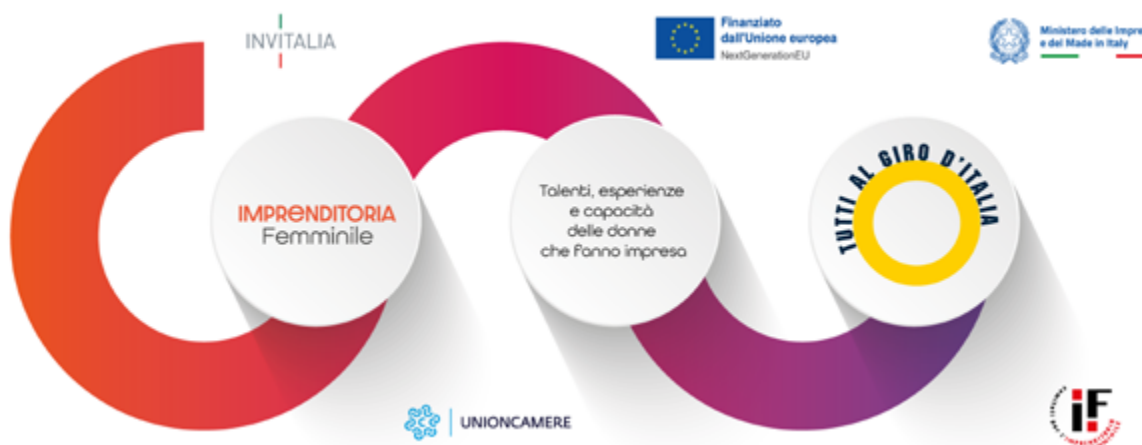 INVITALIA
Finanziato
dall'Unione europea
NextGenerationEU
Ministero delle Impre
e del Made in Italy
IMPRENDITORIA
Femminile
Talenti, esperienze
e capacità
delle donne
che fanno impresa
TUTTI AL GIRO D'ITALIA
UNIONCAMERE
iF